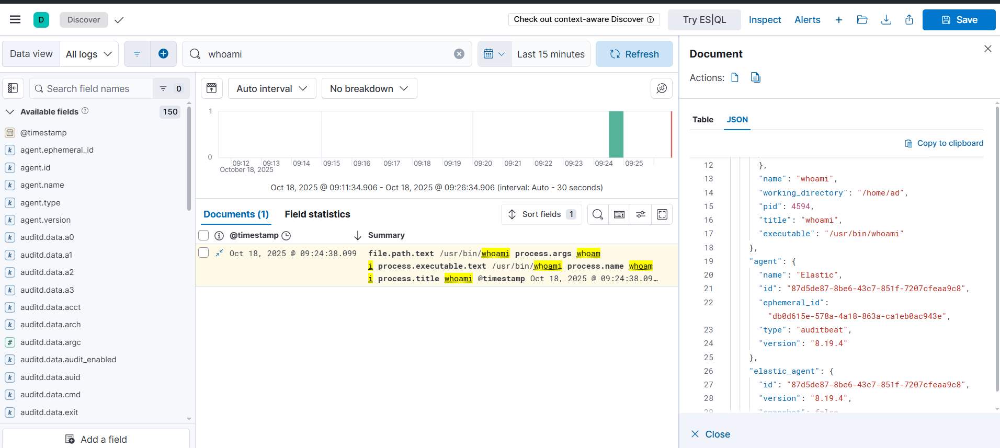 D
Discover
Check out context-aware Discover
Try ES|QL
Inspect
Alerts
Save
Data view
All logs
whoami
Last 15 minutes
Refresh
Search field names
0
Available fields
150
@timestamp
agent.ephemeral_id
agent.id
agent.name
agent.type
agent.version
auditd.data.a0
auditd.data.a1
auditd.data.a2
auditd.data.a3
auditd.data.acct
auditd.data.arch
auditd.data.argc
auditd.data.audit_enabled
auditd.data.auid
auditd.data.cmd
auditd.data.exit
Add a field
Auto interval
No breakdown
1
0
09:12 09:13 09:14 09:15 09:16 09:17 09:18 09:19 09:20 09:21 09:22 09:23 09:24 09:25
October 18, 2025
Oct 18, 2025 @ 09:11:34.906 - Oct 18, 2025 @ 09:26:34.906 (interval: Auto - 30 seconds)
Documents (1)
Field statistics
Sort fields 1
@timestamp
Summary
Oct 18, 2025 @ 09:24:38.099
file.path.text /usr/bin/whoami process.args whoam
i process.executable.text /usr/bin/whoami process.name whoam
i process.title whoami @timestamp Oct 18, 2025 @ 09:24:38.09…
Document
Actions:
Table
JSON
Copy to clipboard
12 },
13 "name": "whoami",
14 "working_directory": "/home/ad",
15 "pid": 4594,
16 "title": "whoami",
17 "executable": "/usr/bin/whoami"
18 },
19 "agent": {
20 "name": "Elastic",
21 "id": "87d5de87-8be6-43c7-851f-7207cfeaa9c8",
22 "ephemeral_id":
"db0d615e-578a-4a18-863a-ca1eb0ac943e",
23 "type": "auditbeat",
24 "version": "8.19.4"
25 },
26 "elastic_agent": {
27 "id": "87d5de87-8be6-43c7-851f-7207cfeaa9c8",
28 "version": "8.19.4",
29 "snapshot": false
Close